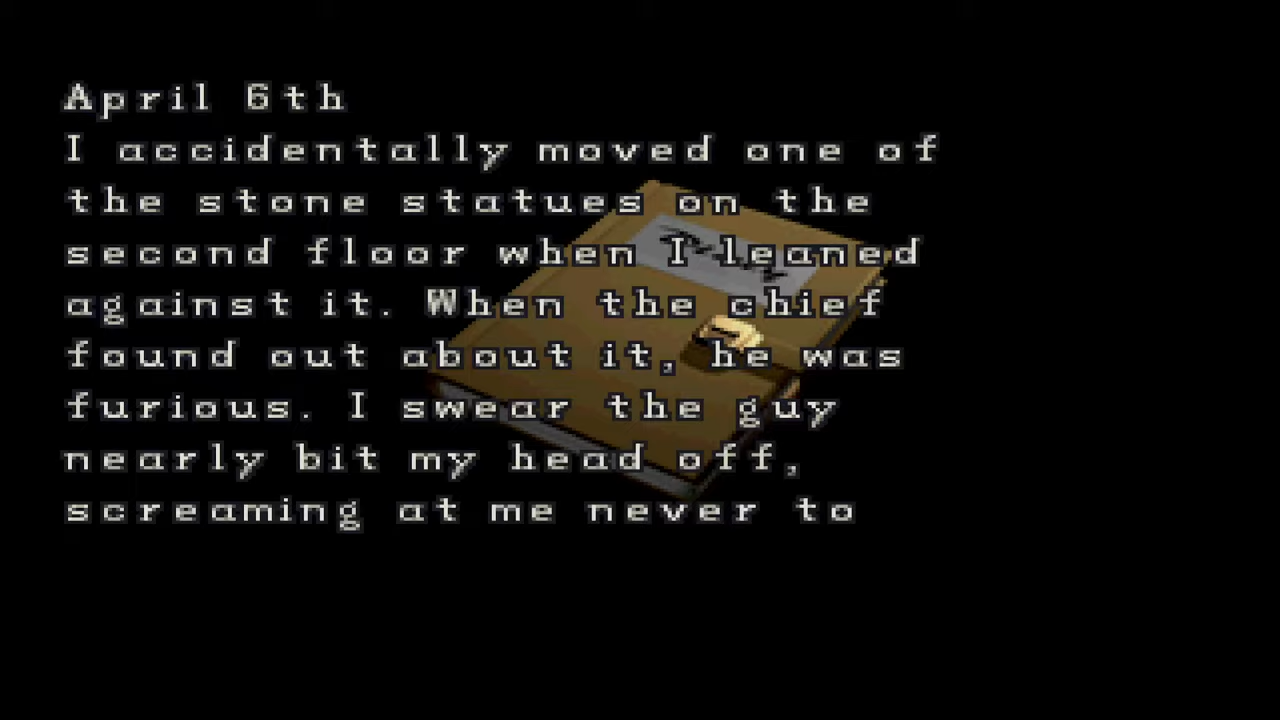 April 6th
I accidentally moved one of
the stone statues on the
second floor when I leaned
against it. When the chief
found out about it, he was
furious. I swear the guy
nearly bit my head off,
screaming at me never to